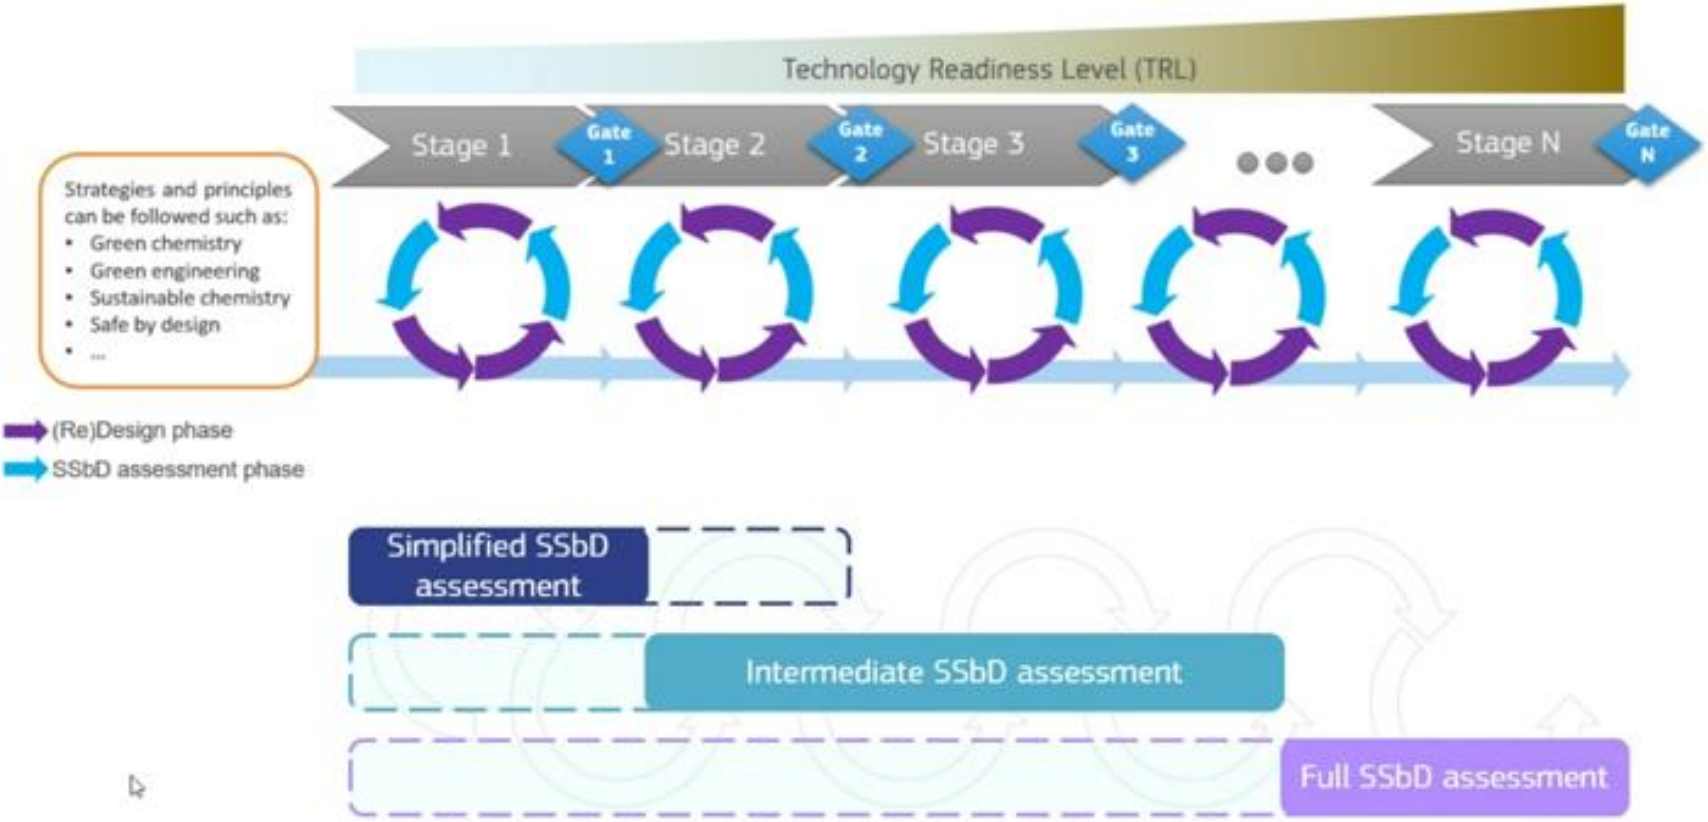 Technology Readiness Level (TRL)
Stage 1
Gate
1
Stage 2
Gate
2
Stage 3
Gate
3
Stage N
Gate
N
Strategies and principles
can be followed such as:
• Green chemistry
• Green engineering
• Sustainable chemistry
• Safe by design
• ...
(Re)Design phase
SSbD assessment phase
Simplified SSbD
assessment
Intermediate SSbD assessment
Full SSbD assessment